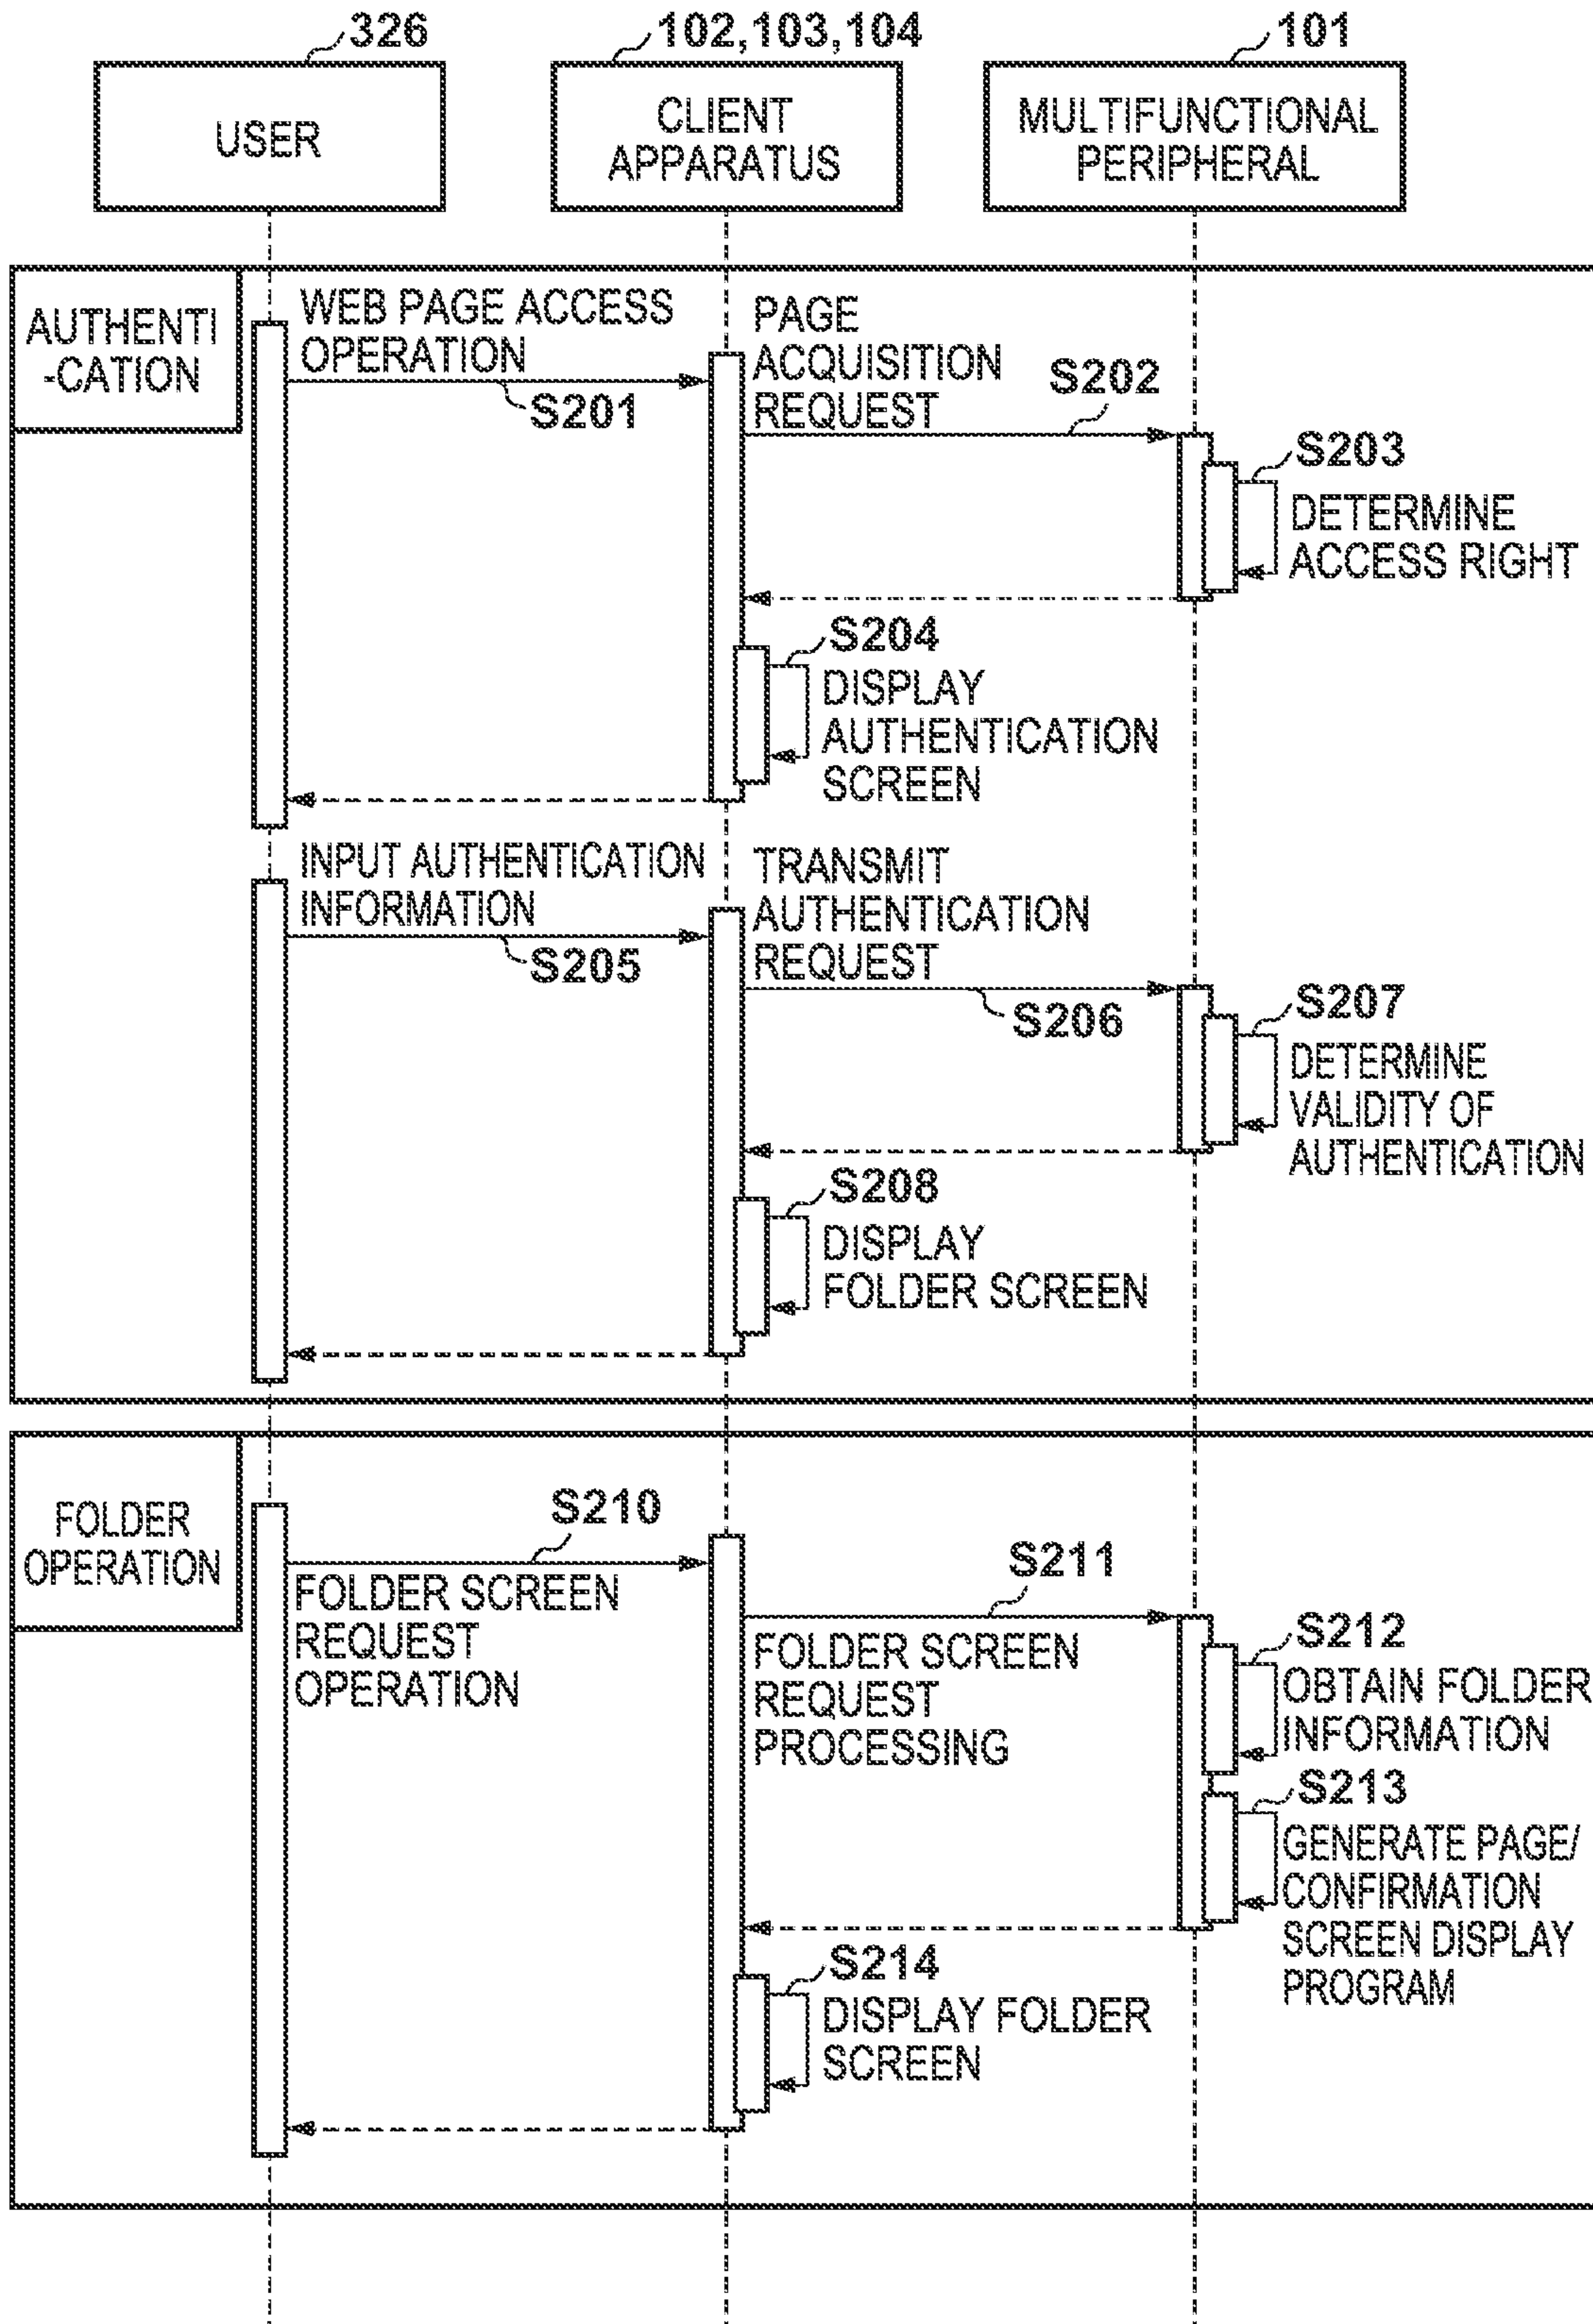 326
102,103,104
101
USER
CLIENT
APPARATUS
MULTIFUNCTIONAL
PERIPHERAL
AUTHENTI
-CATION
WEB PAGE ACCESS
OPERATION
S201
PAGE
ACQUISITION
REQUEST
S202
S203
DETERMINE
ACCESS RIGHT
S204
DISPLAY
AUTHENTICATION
SCREEN
INPUT AUTHENTICATION
INFORMATION
S205
TRANSMIT
AUTHENTICATION
REQUEST
S206
S207
DETERMINE
VALIDITY OF
AUTHENTICATION
S208
DISPLAY
FOLDER SCREEN
FOLDER
OPERATION
S210
FOLDER SCREEN
REQUEST
OPERATION
S211
FOLDER SCREEN
REQUEST
PROCESSING
S212
OBTAIN FOLDER
INFORMATION
S213
GENERATE PAGE/
CONFIRMATION
SCREEN DISPLAY
PROGRAM
S214
DISPLAY FOLDER
SCREEN